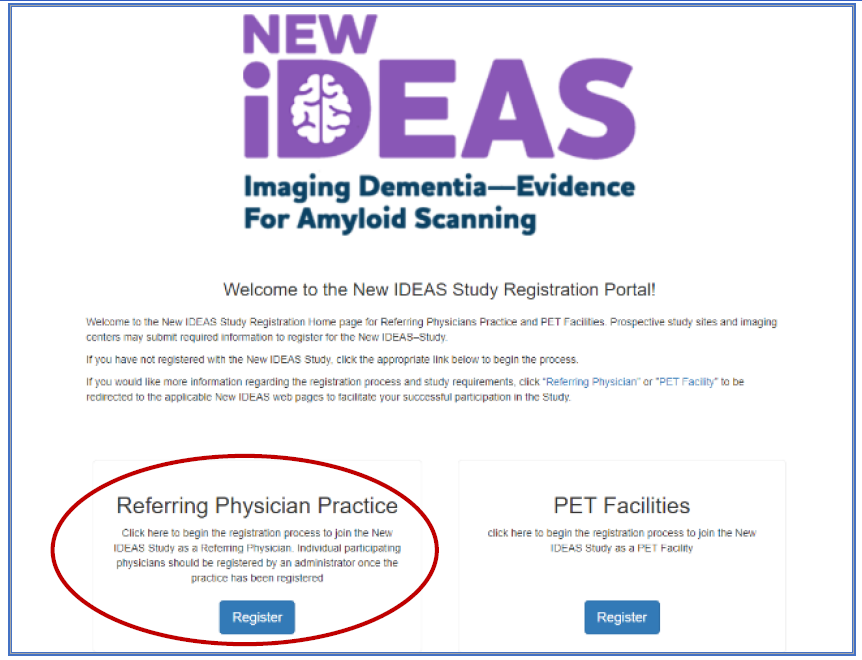 NEW
iDEAS
Imaging Dementia—Evidence
For Amyloid Scanning
Welcome to the New IDEAS Study Registration Portal!
Welcome to the New IDEAS Study Registration Home page for Referring Physicians Practice and PET Facilities. Prospective study sites and imaging
centers may submit required information to register for the New IDEAS–Study.
If you have not registered with the New IDEAS Study, click the appropriate link below to begin the process.
If you would like more information regarding the registration process and study requirements, click "Referring Physician" or "PET Facility" to be
redirected to the applicable New IDEAS web pages to facilitate your successful participation in the Study.
Referring Physician Practice
Click here to begin the registration process to join the New
IDEAS Study as a Referring Physician. Individual participating
physicians should be registered by an administrator once the
practice has been registered
Register
PET Facilities
click here to begin the registration process to join the New
IDEAS Study as a PET Facility
Register